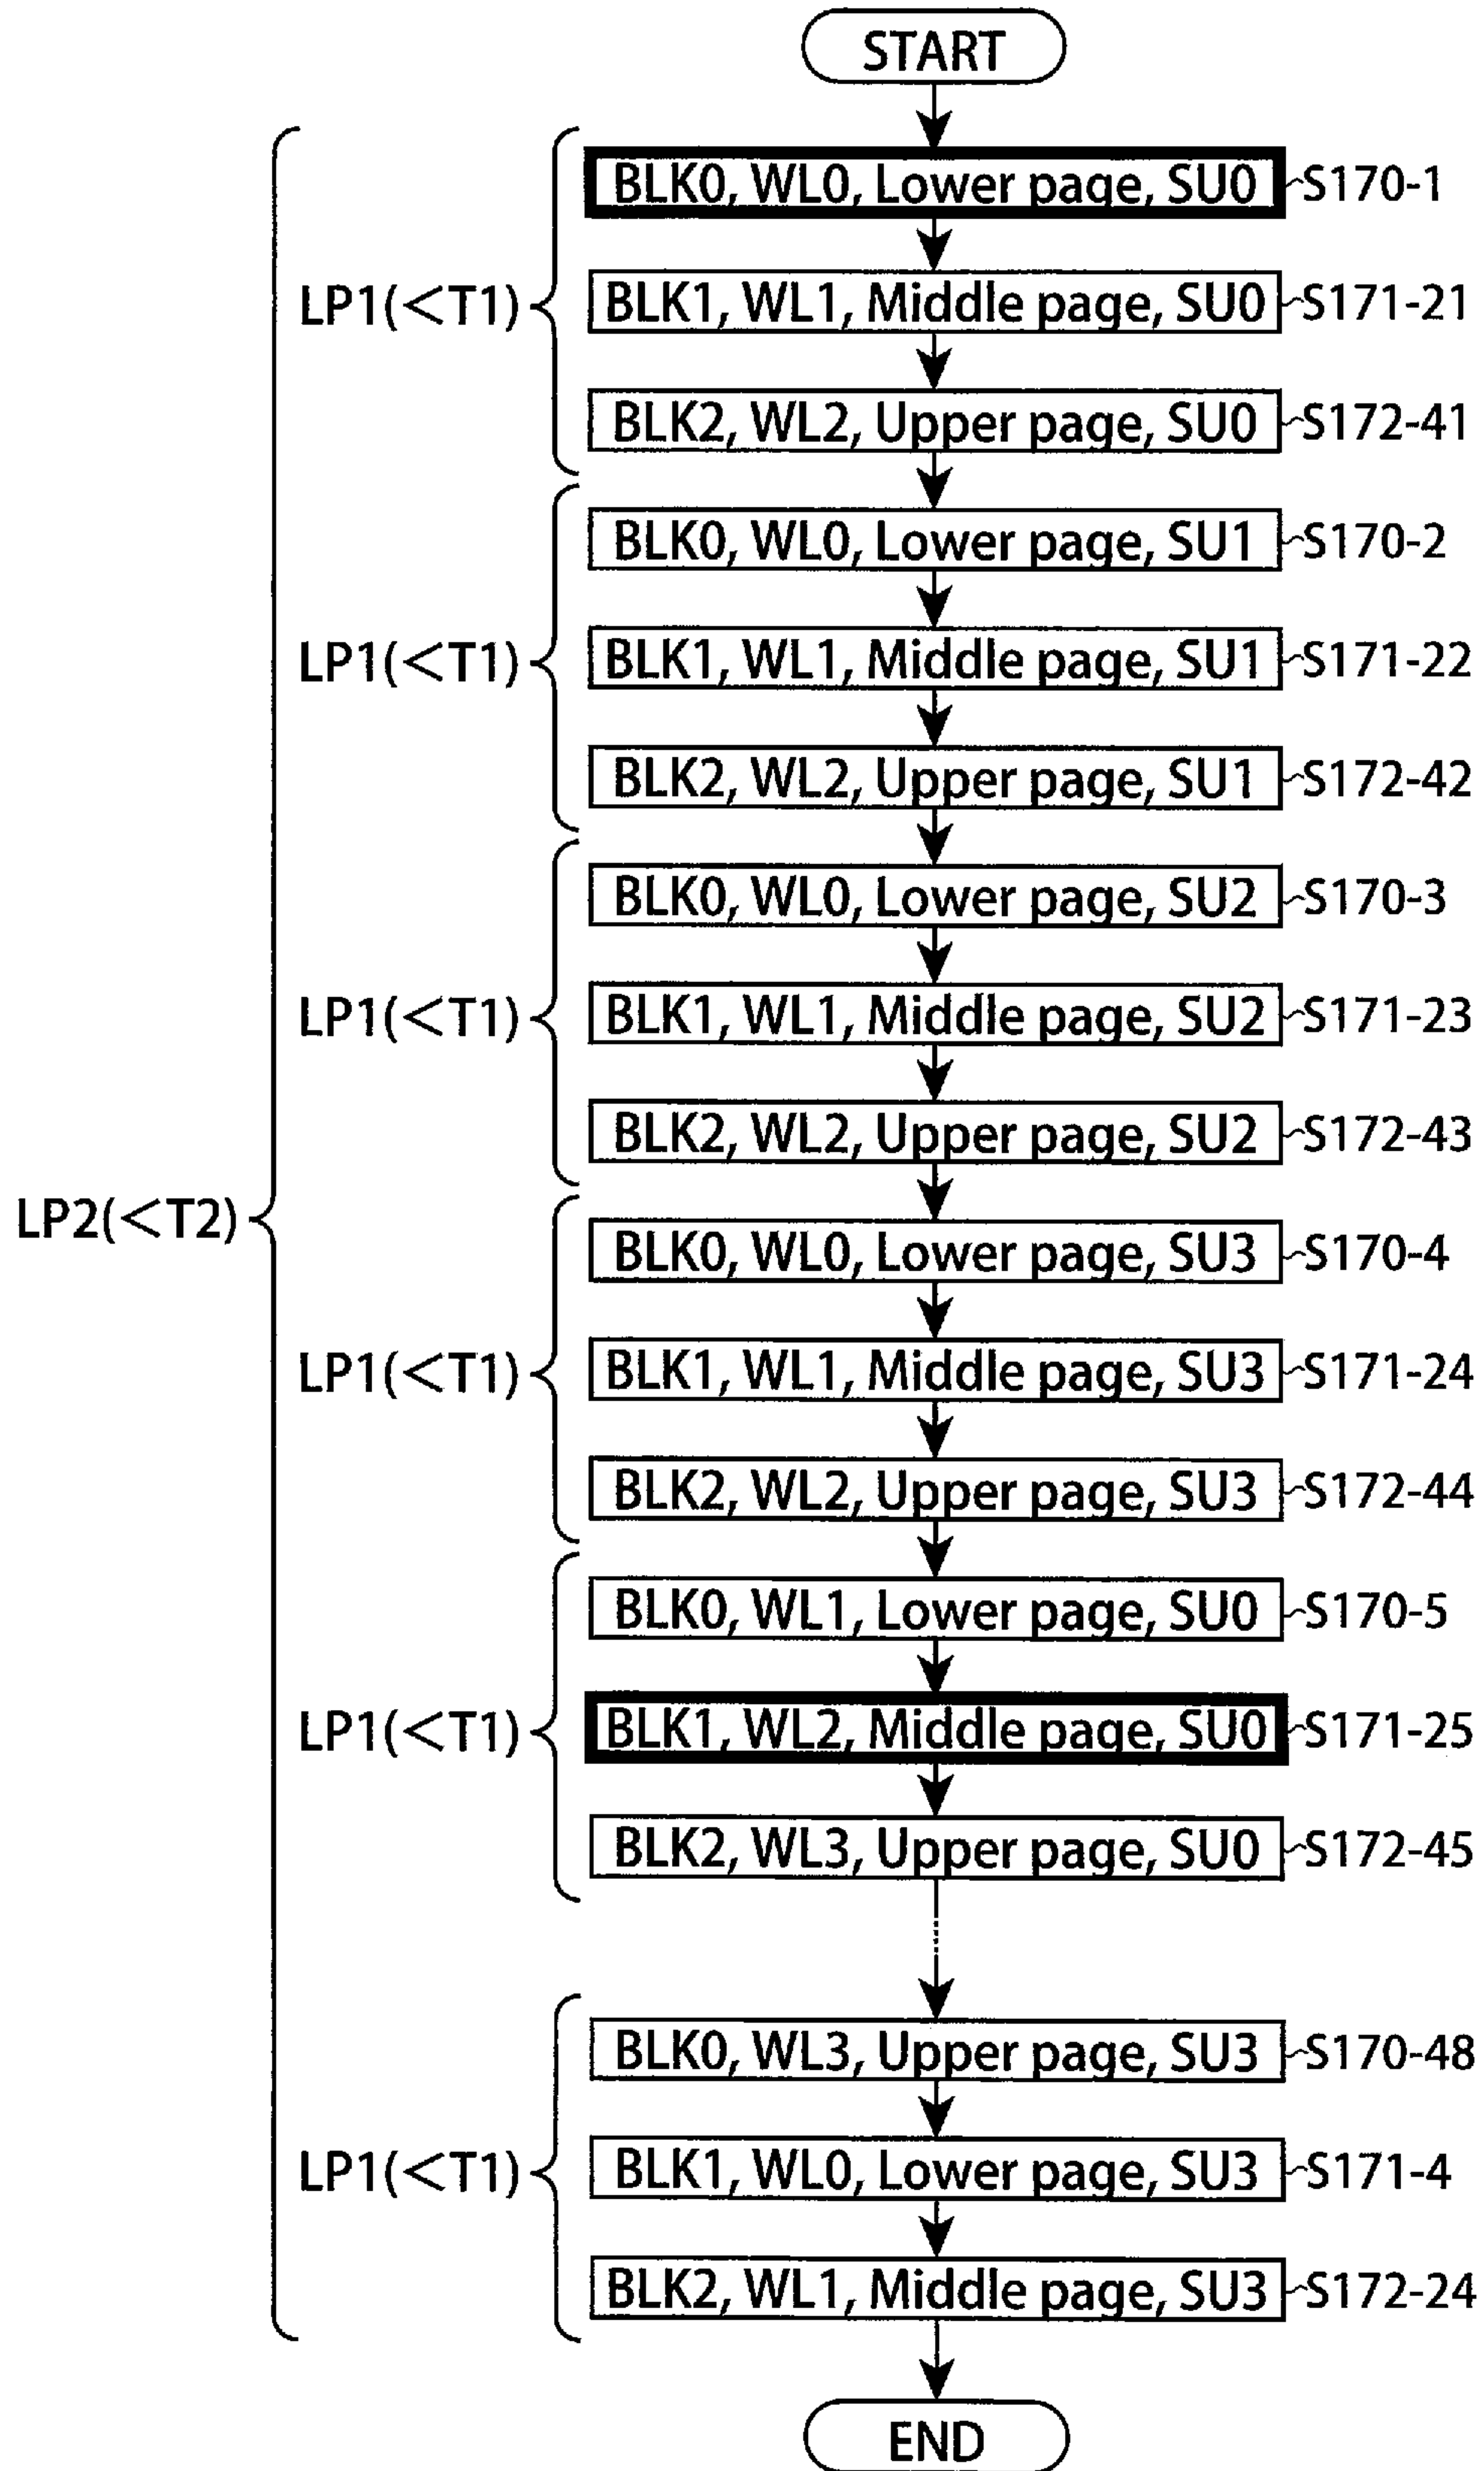 START
BLK0, WL0, Lower page, SU0 S170-1
LP1(<T1) BLK1, WL1, Middle page, SU0 S171-21
BLK2, WL2, Upper page, SU0 S172-41
BLK0, WL0, Lower page, SU1 S170-2
LP1(<T1) BLK1, WL1, Middle page, SU1 S171-22
BLK2, WL2, Upper page, SU1 S172-42
BLK0, WL0, Lower page, SU2 S170-3
LP1(<T1) BLK1, WL1, Middle page, SU2 S171-23
BLK2, WL2, Upper page, SU2 S172-43
LP2(<T2) BLK0, WL0, Lower page, SU3 S170-4
LP1(<T1) BLK1, WL1, Middle page, SU3 S171-24
BLK2, WL2, Upper page, SU3 S172-44
BLK0, WL1, Lower page, SU0 S170-5
LP1(<T1) BLK1, WL2, Middle page, SU0 S171-25
BLK2, WL3, Upper page, SU0 S172-45
BLK0, WL3, Upper page, SU3 S170-48
LP1(<T1) BLK1, WL0, Lower page, SU3 S171-4
BLK2, WL1, Middle page, SU3 S172-24
END